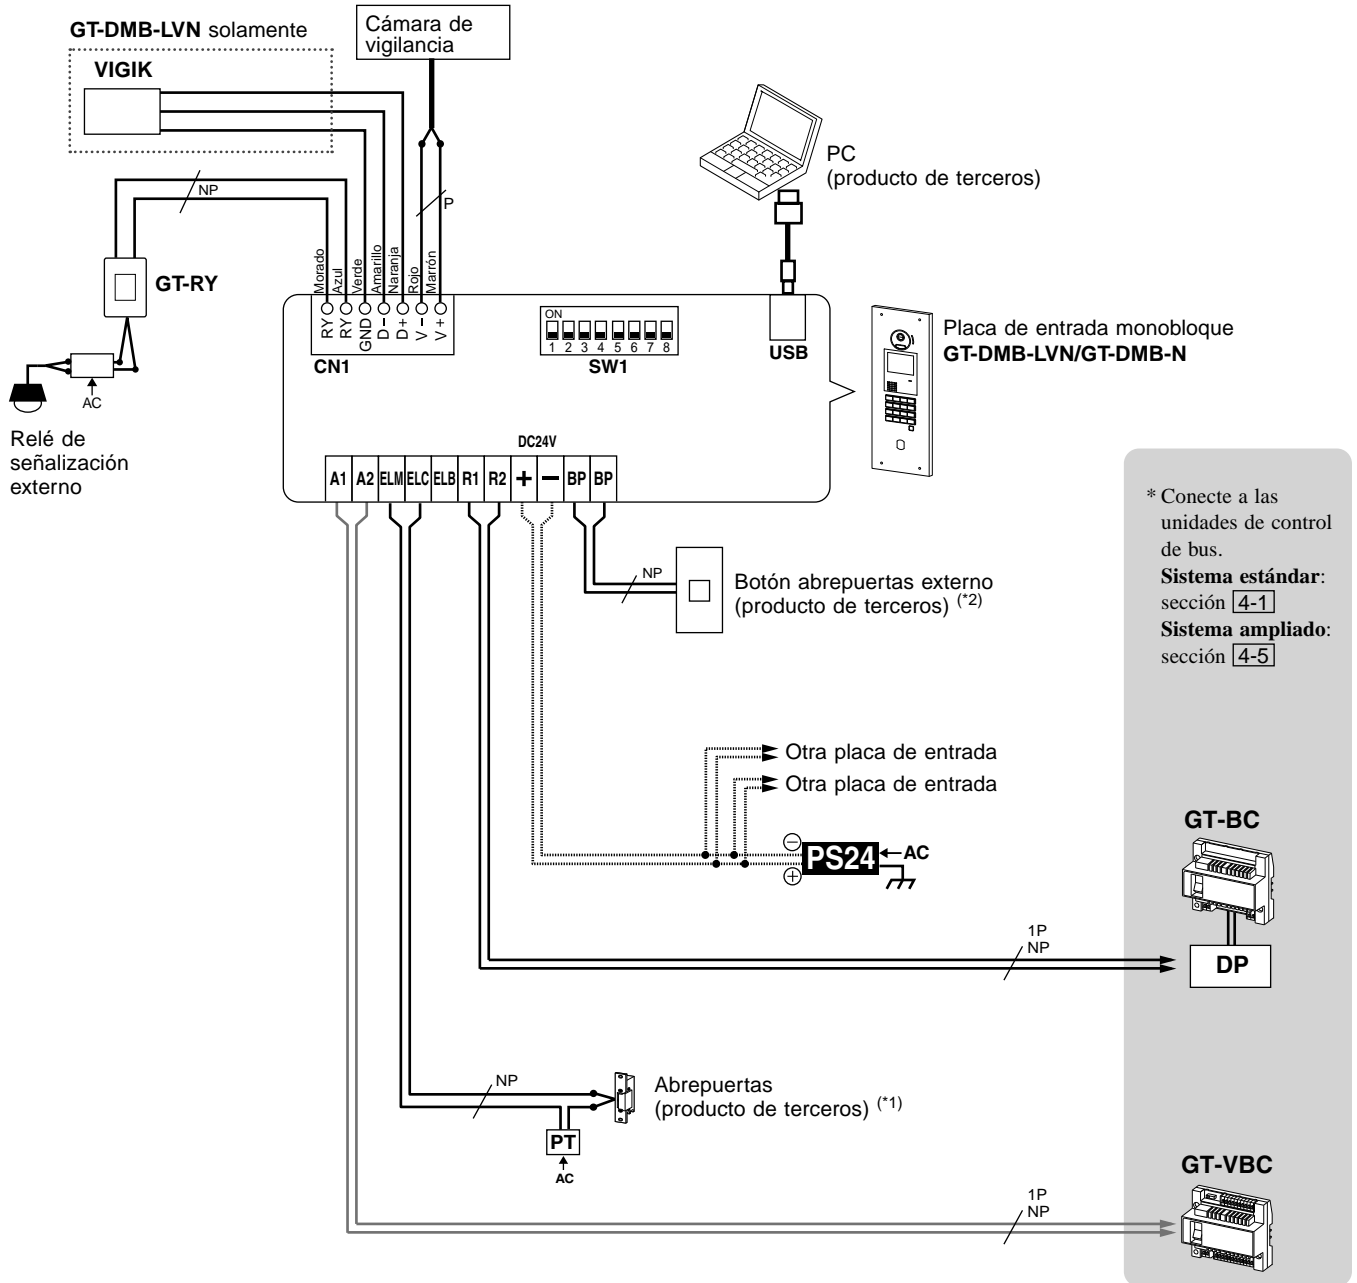 GT-DMB-LVN solamente
VIGIK
Cámara de
vigilancia
PC
(producto de terceros)
NP
P
GT-RY
Morado
Azul
Verde
Amarillo
Naranja
Rojo
Marrón
RY
RY
GND
D−
D+
V−
V+
CN1
ON
1 2 3 4 5 6 7 8
SW1
USB
Placa de entrada monobloque
GT-DMB-LVN/GT-DMB-N
AC
Relé de
señalización
externo
DC24V
A1 A2 ELM ELC ELB R1 R2 + − BP BP
* Conecte a las
unidades de control
de bus.
Sistema estándar:
sección 4-1
Sistema ampliado:
sección 4-5
NP
Botón abrepuertas externo
(producto de terceros) (*2)
Otra placa de entrada
Otra placa de entrada
−
PS24
AC
+
GT-BC
1P
NP
DP
NP
Abrepuertas
(producto de terceros) (*1)
PT
AC
GT-VBC
1P
NP